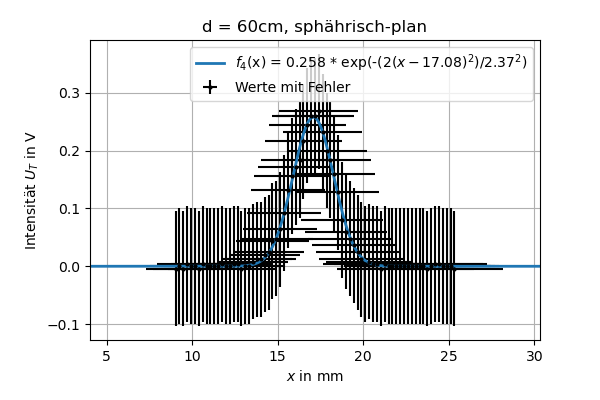 d = 60cm, sphährisch-plan
f₄(x) = 0.258 * exp(-(2(x − 17.08)²)/2.37²)
Werte mit Fehler
Intensität U_T in V
0.3
0.2
0.1
0.0
−0.1
5 10 15 20 25 30
x in mm